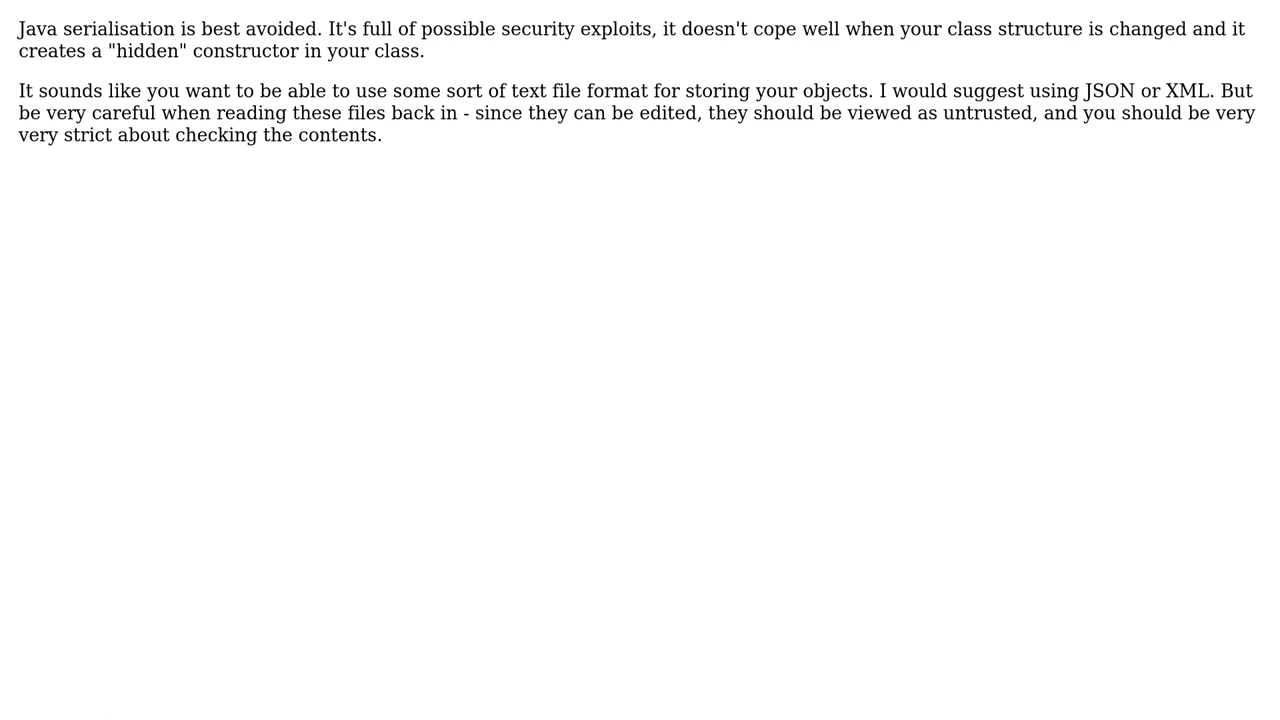 Java serialisation is best avoided. It's full of possible security exploits, it doesn't cope well when your class structure is changed and it
creates a "hidden" constructor in your class.
It sounds like you want to be able to use some sort of text file format for storing your objects. I would suggest using JSON or XML. But
be very careful when reading these files back in - since they can be edited, they should be viewed as untrusted, and you should be very
very strict about checking the contents.